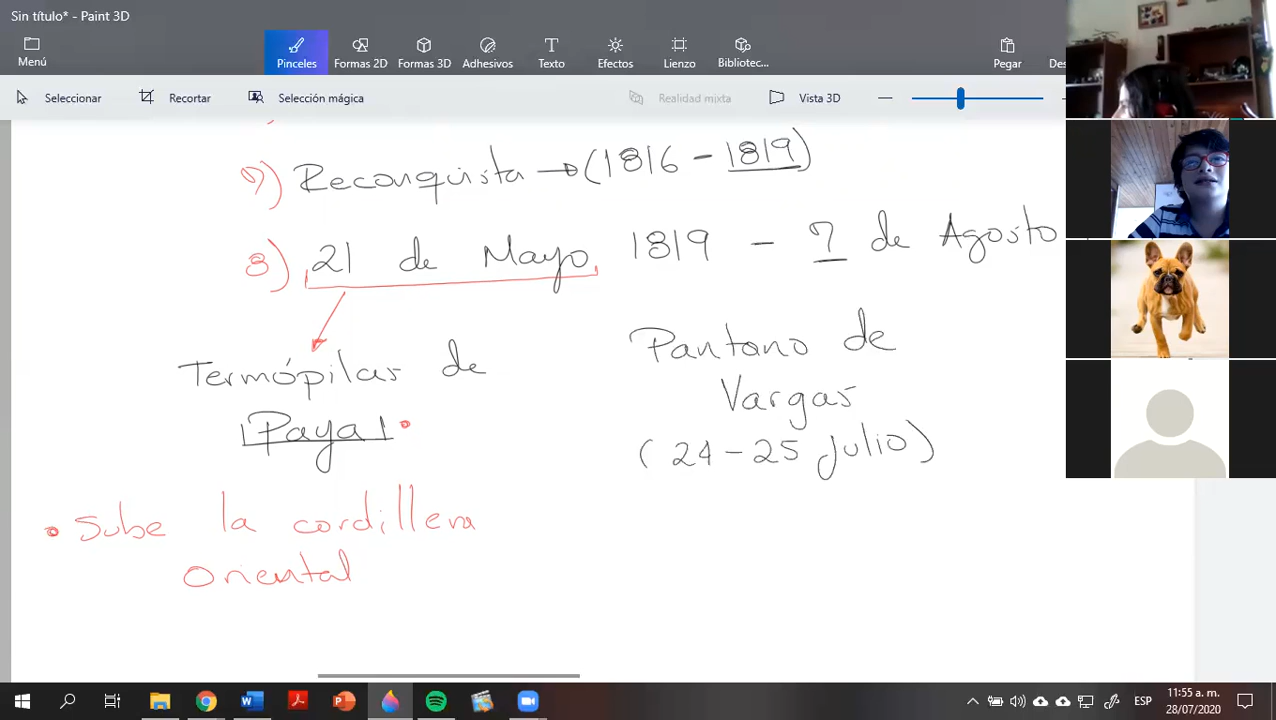 Sin título* - Paint 3D
Menú
Pinceles
Formas 2D
Formas 3D
Adhesivos
Texto
Efectos
Lienzo
Bibliotec...
Pegar
Des
Seleccionar
Recortar
Selección mágica
Realidad mixta
Vista 3D
7) Reconquista → (1816 - 1819)
8) 21 de Mayo 1819 - 7 de Agosto
Termópilas de
Paya
Pantano de
Vargas
(24 - 25 julio)
• Sube la cordillera
oriental
ESP
11:55 a. m.
28/07/2020